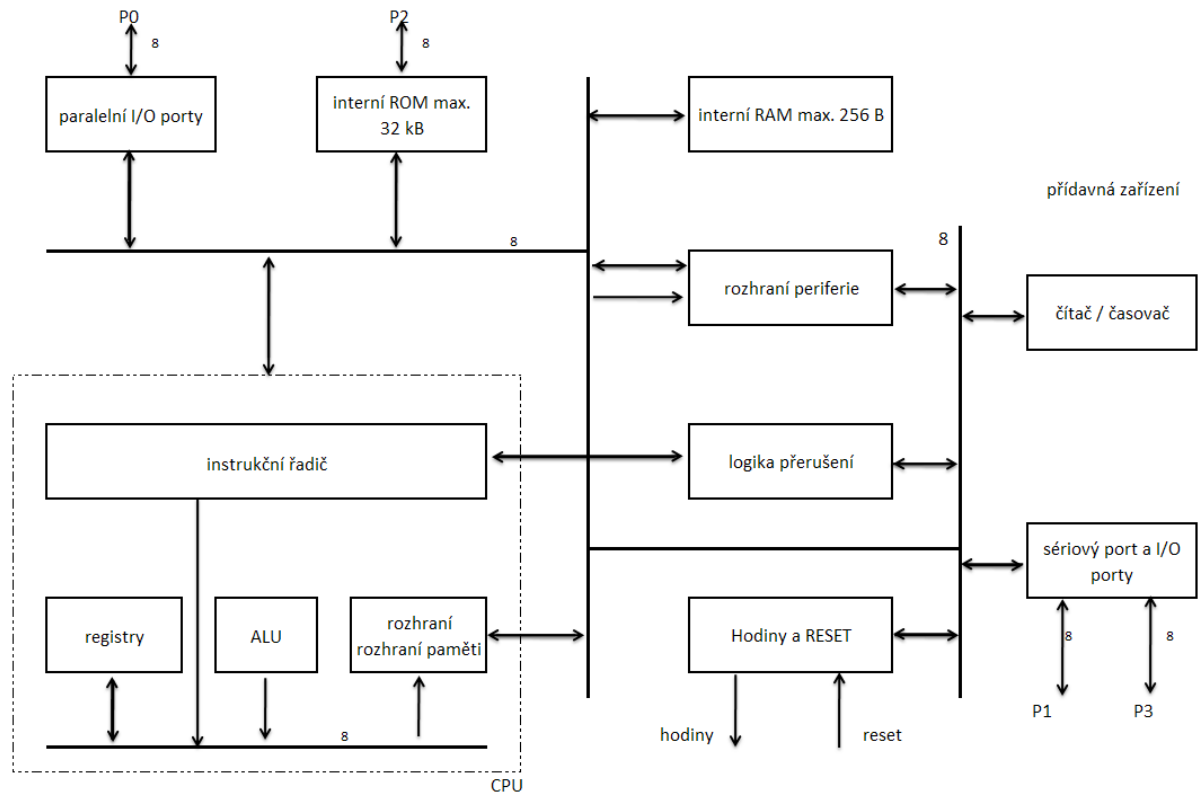 P0
P2
8
8
paralelní I/O porty
interní ROM max.
32 kB
interní RAM max. 256 B
přídavná zařízení
8
8
rozhraní periferie
čítač / časovač
instrukční řadič
logika přerušení
sériový port a I/O
porty
registry
ALU
rozhraní
rozhraní paměti
Hodiny a RESET
8
8
P1
P3
hodiny
reset
8
CPU